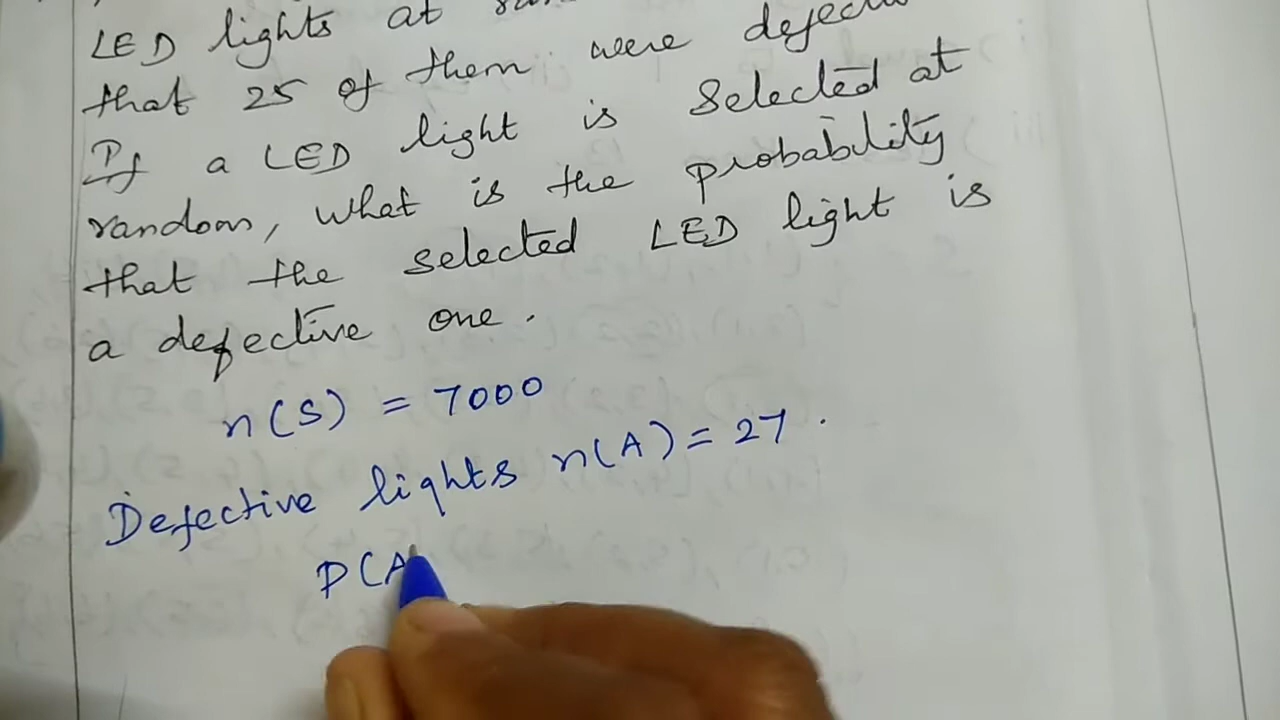 LED lights at
that 25 of them were
If a LED light is selected at
random, what is the probability
that the selected LED light is
a defective one.
n(S) = 7000
Defective lights n(A) = 27.
P(A